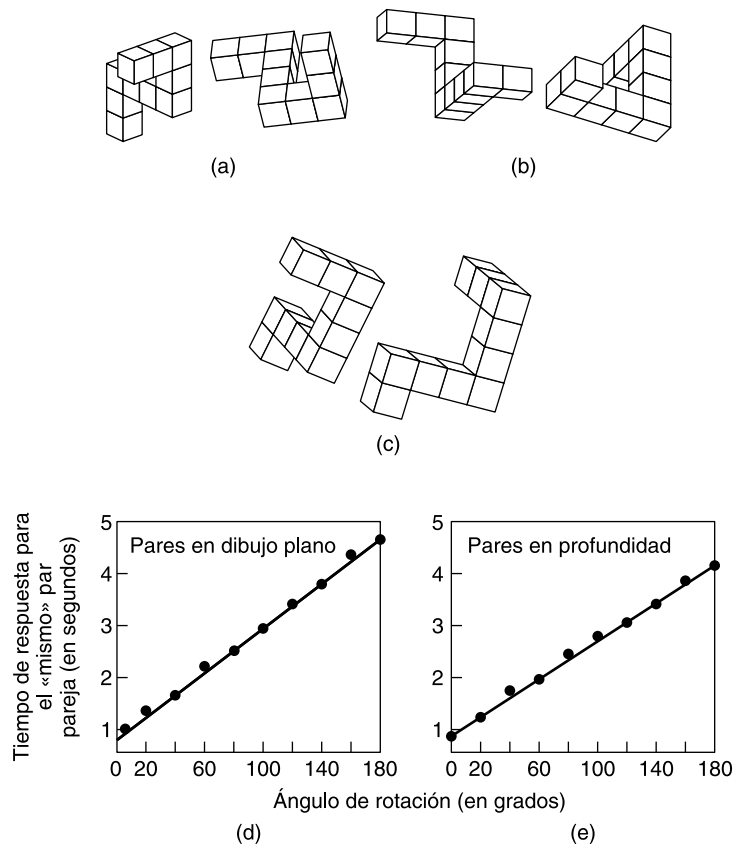 (a)
(b)
(c)
Tiempo de respuesta para
el «mismo» par
pareja (en segundos)
5
4
3
2
1
Pares en dibujo plano
0 20 60 100 140 180
5
4
3
2
1
Pares en profundidad
0 20 60 100 140 180
Ángulo de rotación (en grados)
(d)
(e)